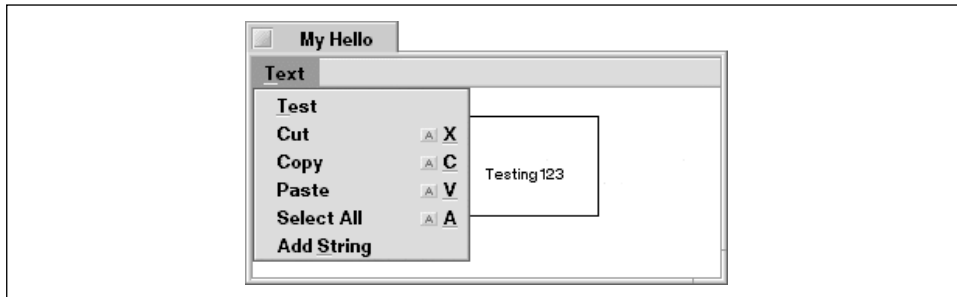 My Hello
Text
Test
Cut A X
Copy A C
Paste A V
Select All A A
Add String
Testing123